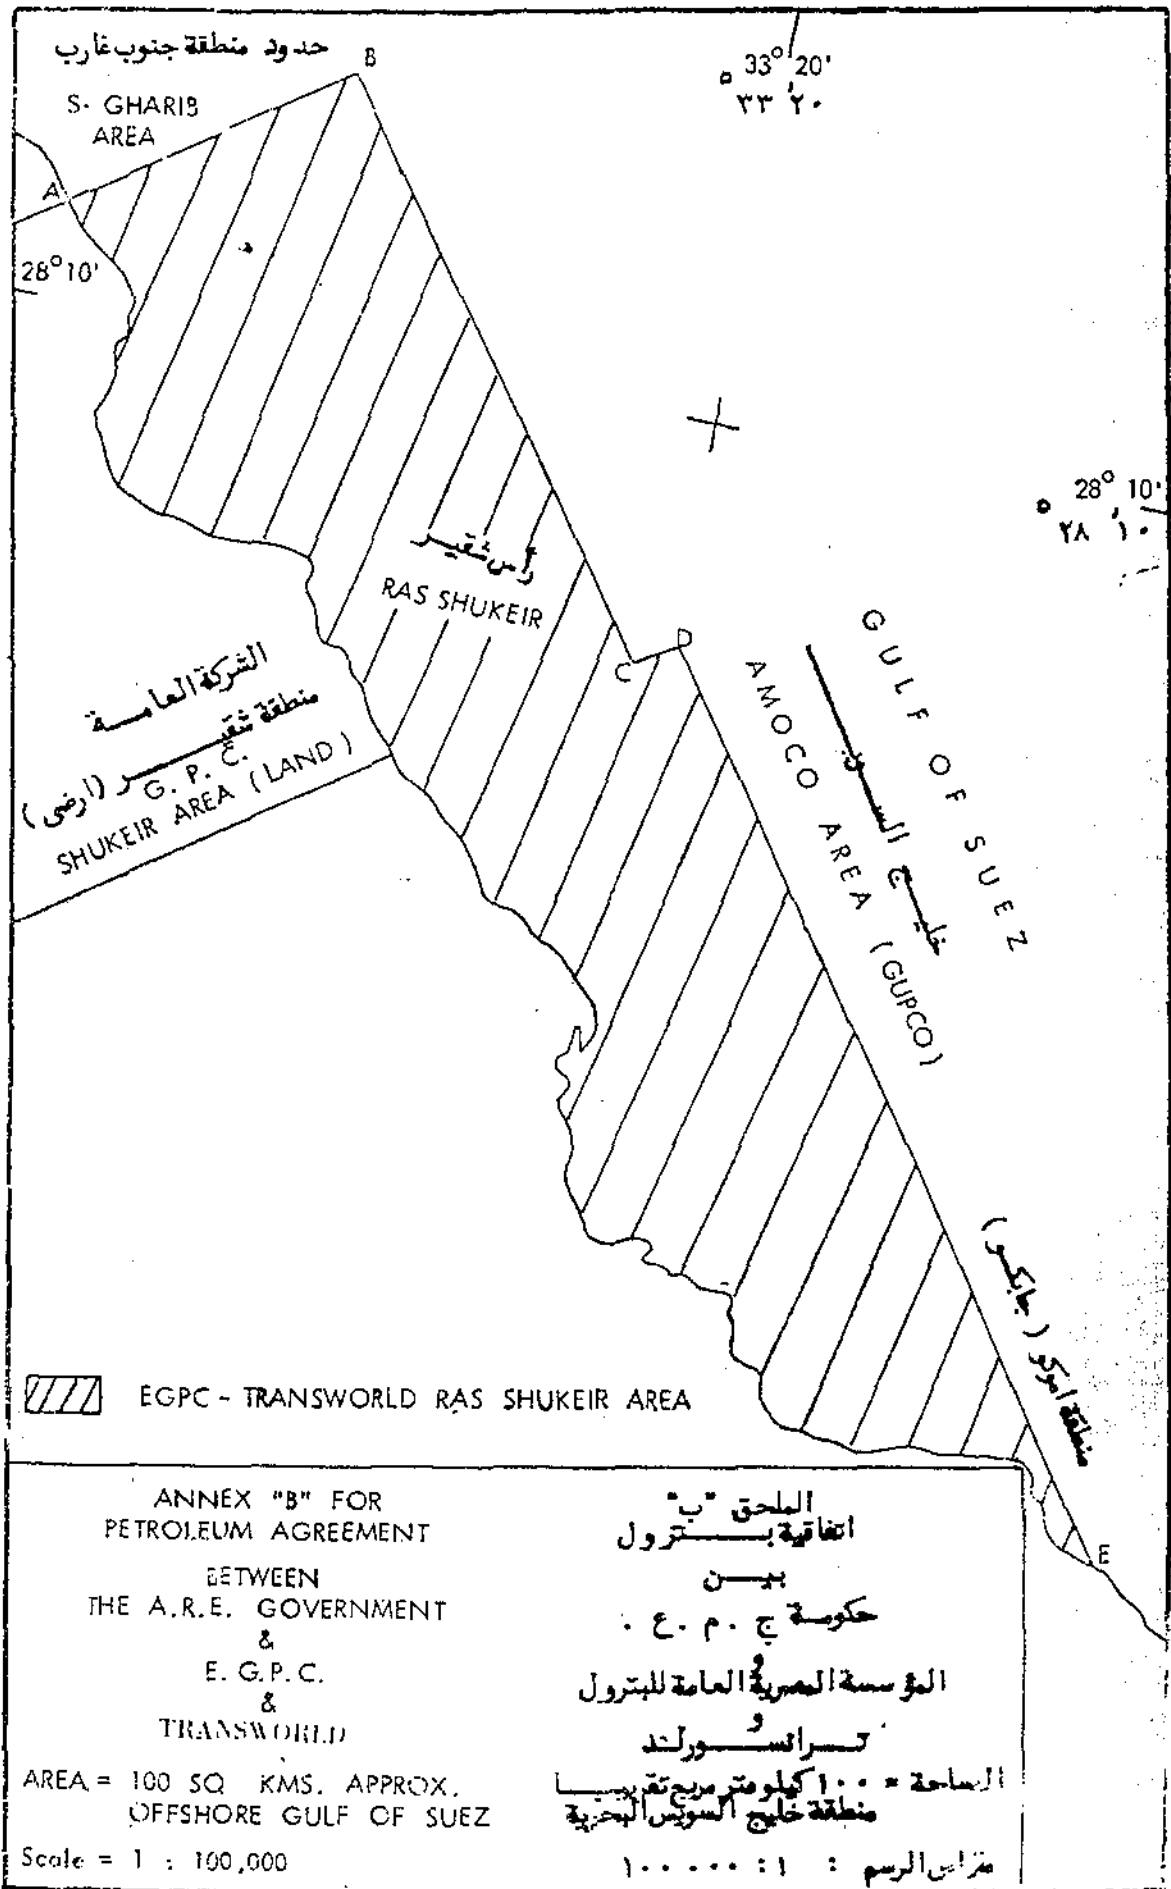 حدود منطقة جنوب غارب
B
33° 20'
٣٣° ٢٠'
S. GHARIB
AREA
A
28° 10'
28° 10'
٢٨° ١٠'
رأس شقير
RAS SHUKEIR
C
D
GULF OF SUEZ
خليج السويس
AMOCO AREA (GUPCO)
منطقة اموكو (جابكو)
الشركة العامة
منطقة شقير (ارضى)
G. P. C.
SHUKEIR AREA (LAND)
E
EGPC - TRANSWORLD RAS SHUKEIR AREA
ANNEX "B" FOR
PETROLEUM AGREEMENT
BETWEEN
THE A.R.E. GOVERNMENT
&
E. G.P.C.
&
TRANSWORLD
AREA = 100 SQ KMS. APPROX.
OFFSHORE GULF OF SUEZ
Scale = 1 : 100,000
الملحق "ب"
اتفاقية بترول
بين
حكومة ج . م . ع .
و
المؤسسة المصرية العامة للبترول
و
ترانسورلد
المساحة = ١٠٠ كيلومتر مربع تقريبا
منطقة خليج السويس البحرية
مقياس الرسم : ١ : ١٠٠٠٠٠